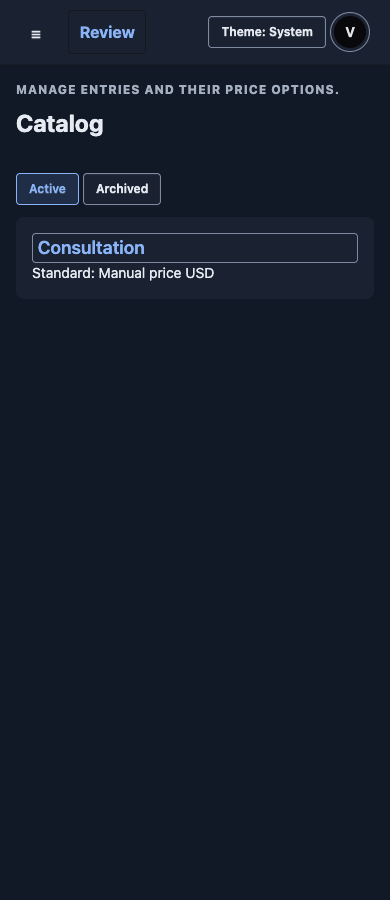 Review
Theme: System
V
MANAGE ENTRIES AND THEIR PRICE OPTIONS.
Catalog
Active
Archived
Consultation
Standard: Manual price USD